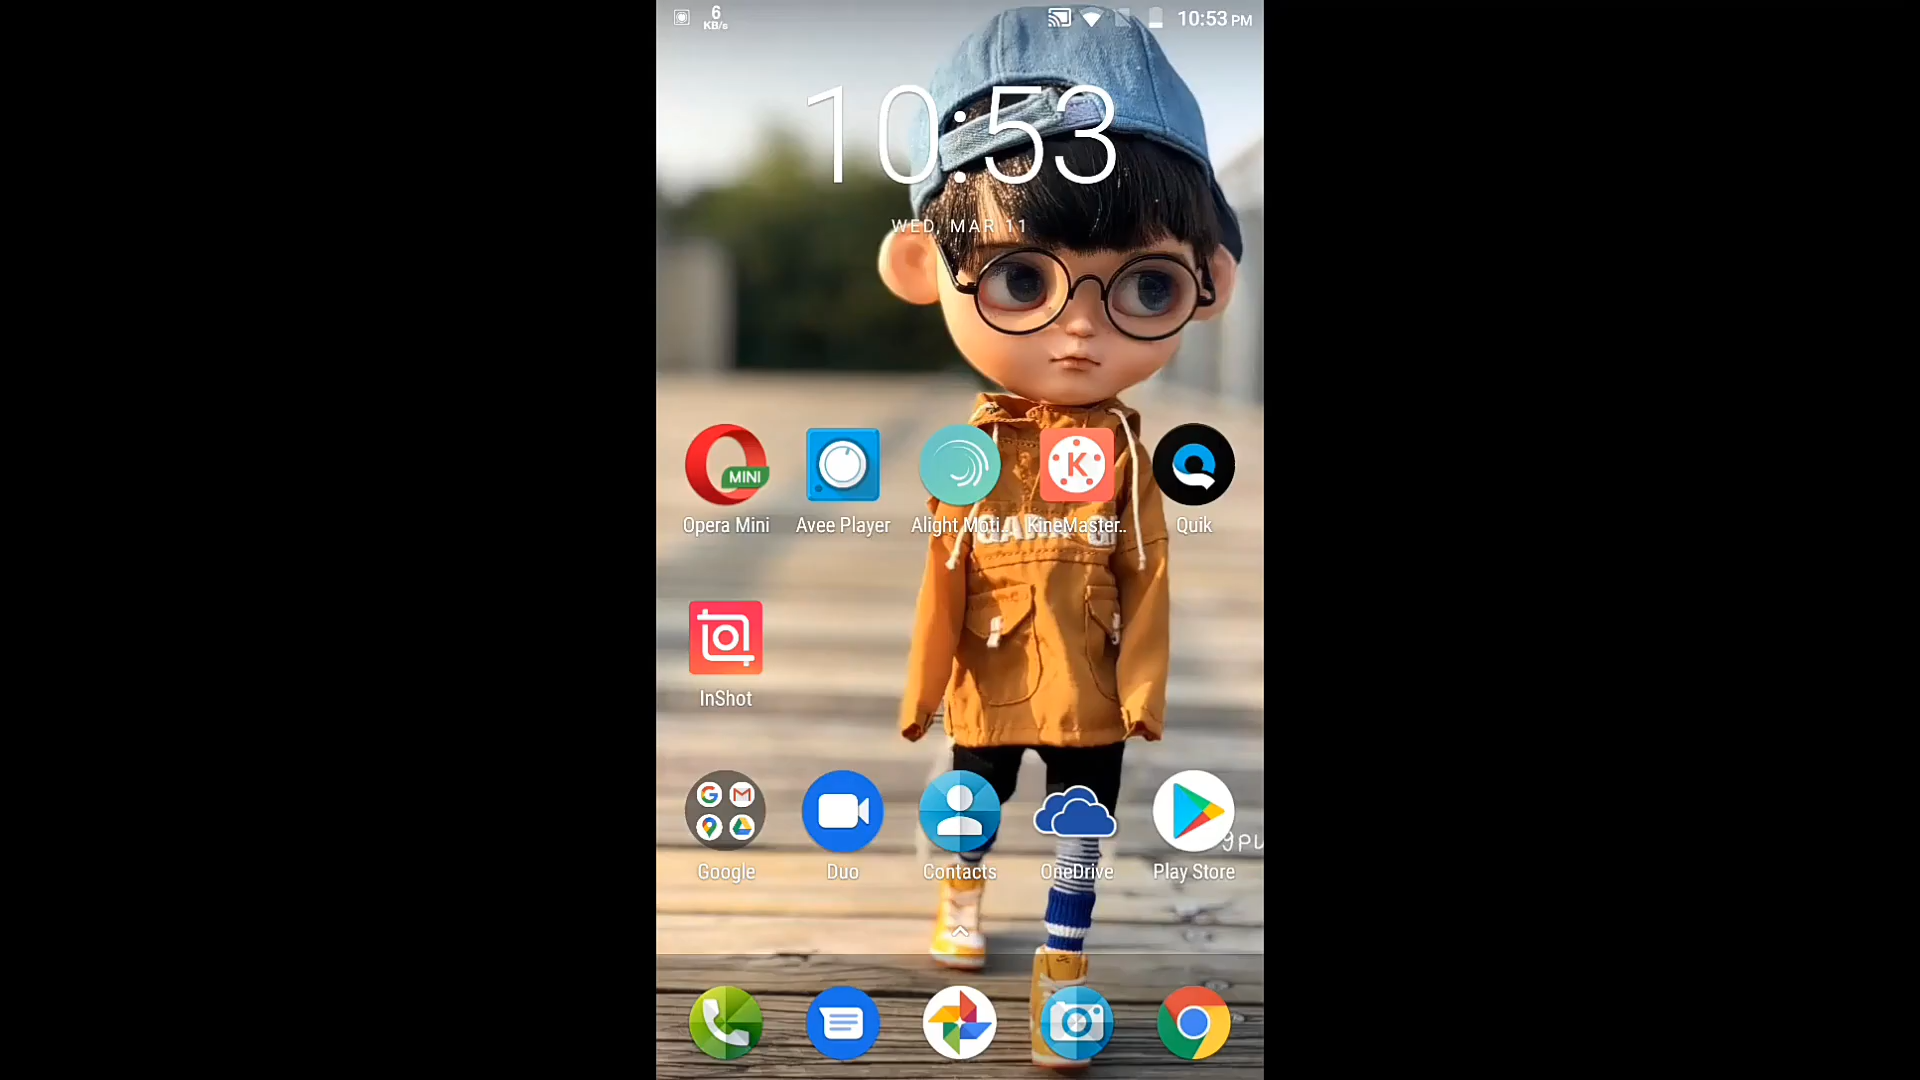 6
KB/s
10:53 PM
10:53
WED, MAR 11
MINI
K
Opera Mini
Avee Player
Alight Moti...
KineMaster..
Quik
InShot
G
Google
Duo
Contacts
OneDrive
Play Store